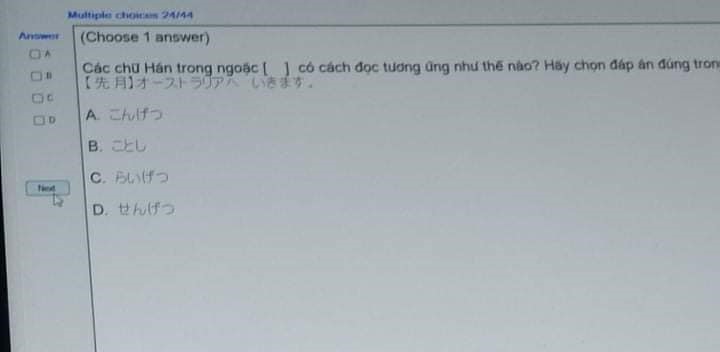 Multiple choices 24/44
Answer
(Choose 1 answer)
A
B
C
D
Các chữ Hán trong ngoặc [ ] có cách đọc tương ứng như thế nào? Hãy chọn đáp án đúng tron
【先月】オーストラリアへ いきます。
A. こんげつ
B. ことし
C. らいげつ
D. せんげつ
Next